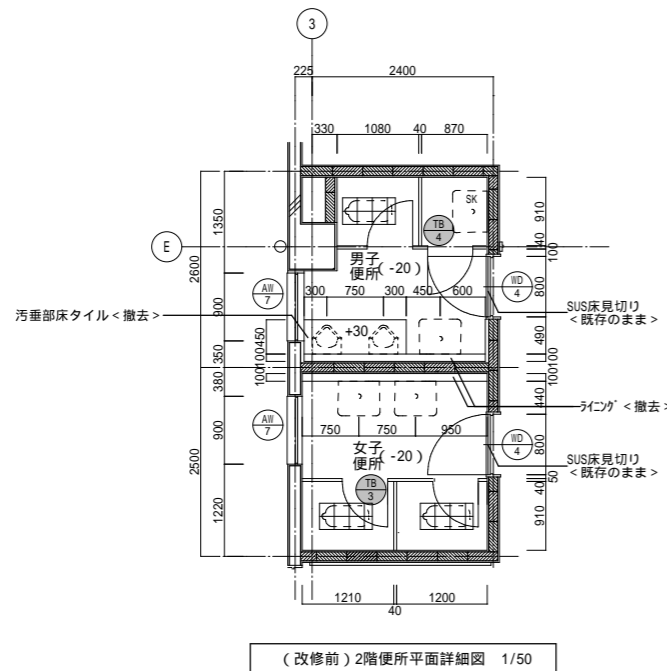 3
225 2400
330 1080 40 870
1350
2600
900
350
380
900
2500
1220
450
100
100
E
SK
TB
4
男子
便所
(-20)
910
40
100
800
490
100
100
440
800
50
40
910
AW
7
WD
4
300 750 300 450 600
SUS床見切り
<既存のまま>
汚垂部床タイル<撤去>
+30
ライニング<撤去>
AW
7
750 750 950
WD
4
女子
便所
(-20)
SUS床見切り
<既存のまま>
TB
3
1210 1200
40
(改修前)2階便所平面詳細図 1/50